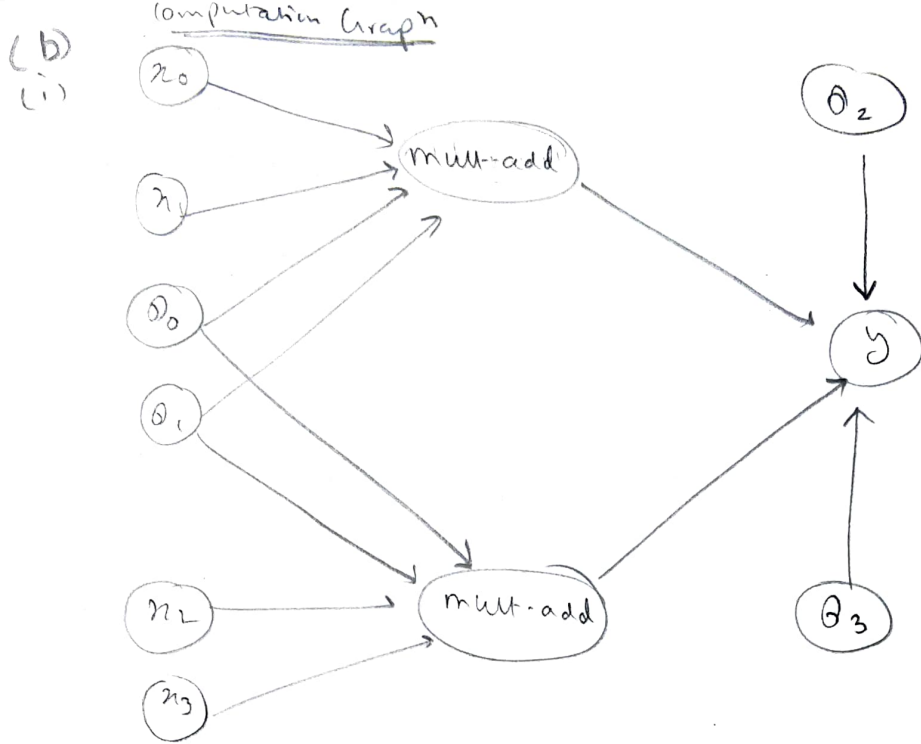 Computation Graph
(b)
(i)
x₀
x₁
θ₀
θ₁
x₂
x₃
mult-add
mult-add
θ₂
y
θ₃